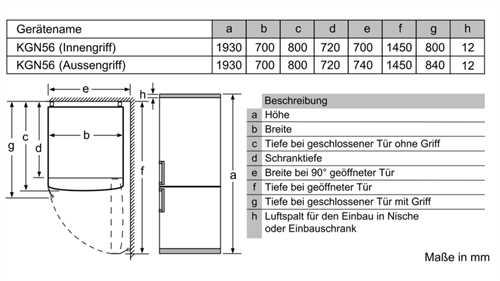 Gerätename a b c d e f g h
KGN56 (Innengriff) 1930 700 800 720 700 1450 800 12
KGN56 (Aussengriff) 1930 700 800 720 740 1450 840 12
e
h
Beschreibung
a Höhe
b Breite
c Tiefe bei geschlossener Tür ohne Griff
d Schranktiefe
e Breite bei 90° geöffneter Tür
f Tiefe bei geöffneter Tür
g Tiefe bei geschlossener Tür mit Griff
h Luftspalt für den Einbau in Nische
oder Einbauschrank
g c d b f a
Maße in mm